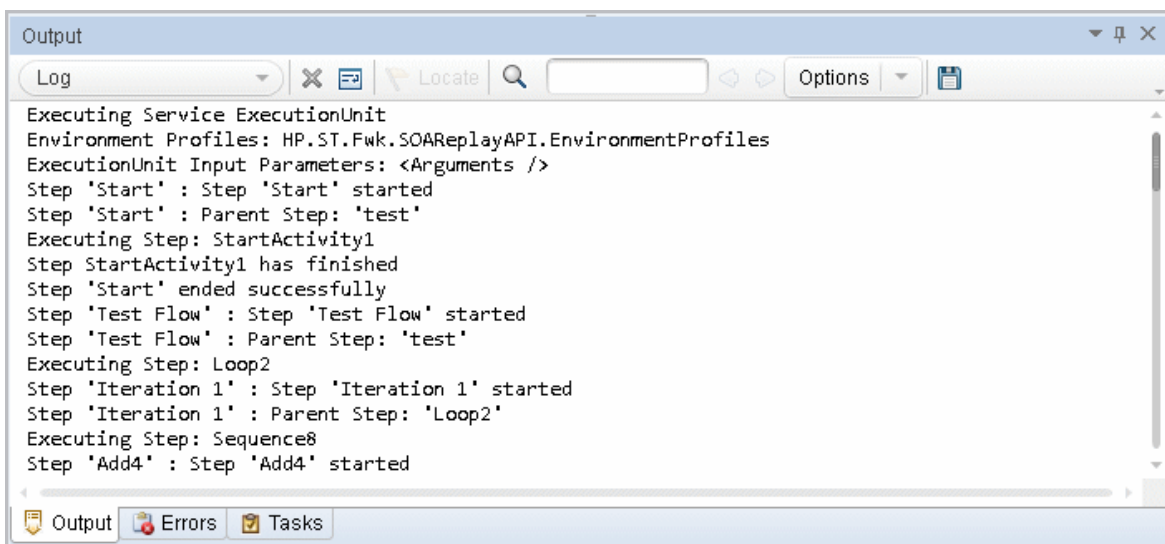 Output
Log Locate Options
Executing Service ExecutionUnit
Environment Profiles: HP.ST.Fwk.SOAReplayAPI.EnvironmentProfiles
ExecutionUnit Input Parameters: <Arguments />
Step 'Start' : Step 'Start' started
Step 'Start' : Parent Step: 'test'
Executing Step: StartActivity1
Step StartActivity1 has finished
Step 'Start' ended successfully
Step 'Test Flow' : Step 'Test Flow' started
Step 'Test Flow' : Parent Step: 'test'
Executing Step: Loop2
Step 'Iteration 1' : Step 'Iteration 1' started
Step 'Iteration 1' : Parent Step: 'Loop2'
Executing Step: Sequence8
Step 'Add4' : Step 'Add4' started
Output Errors Tasks